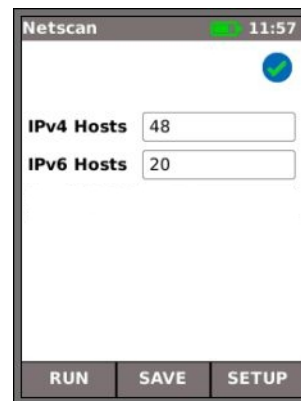 Netscan 11:57
IPv4 Hosts 48
IPv6 Hosts 20
RUN SAVE SETUP